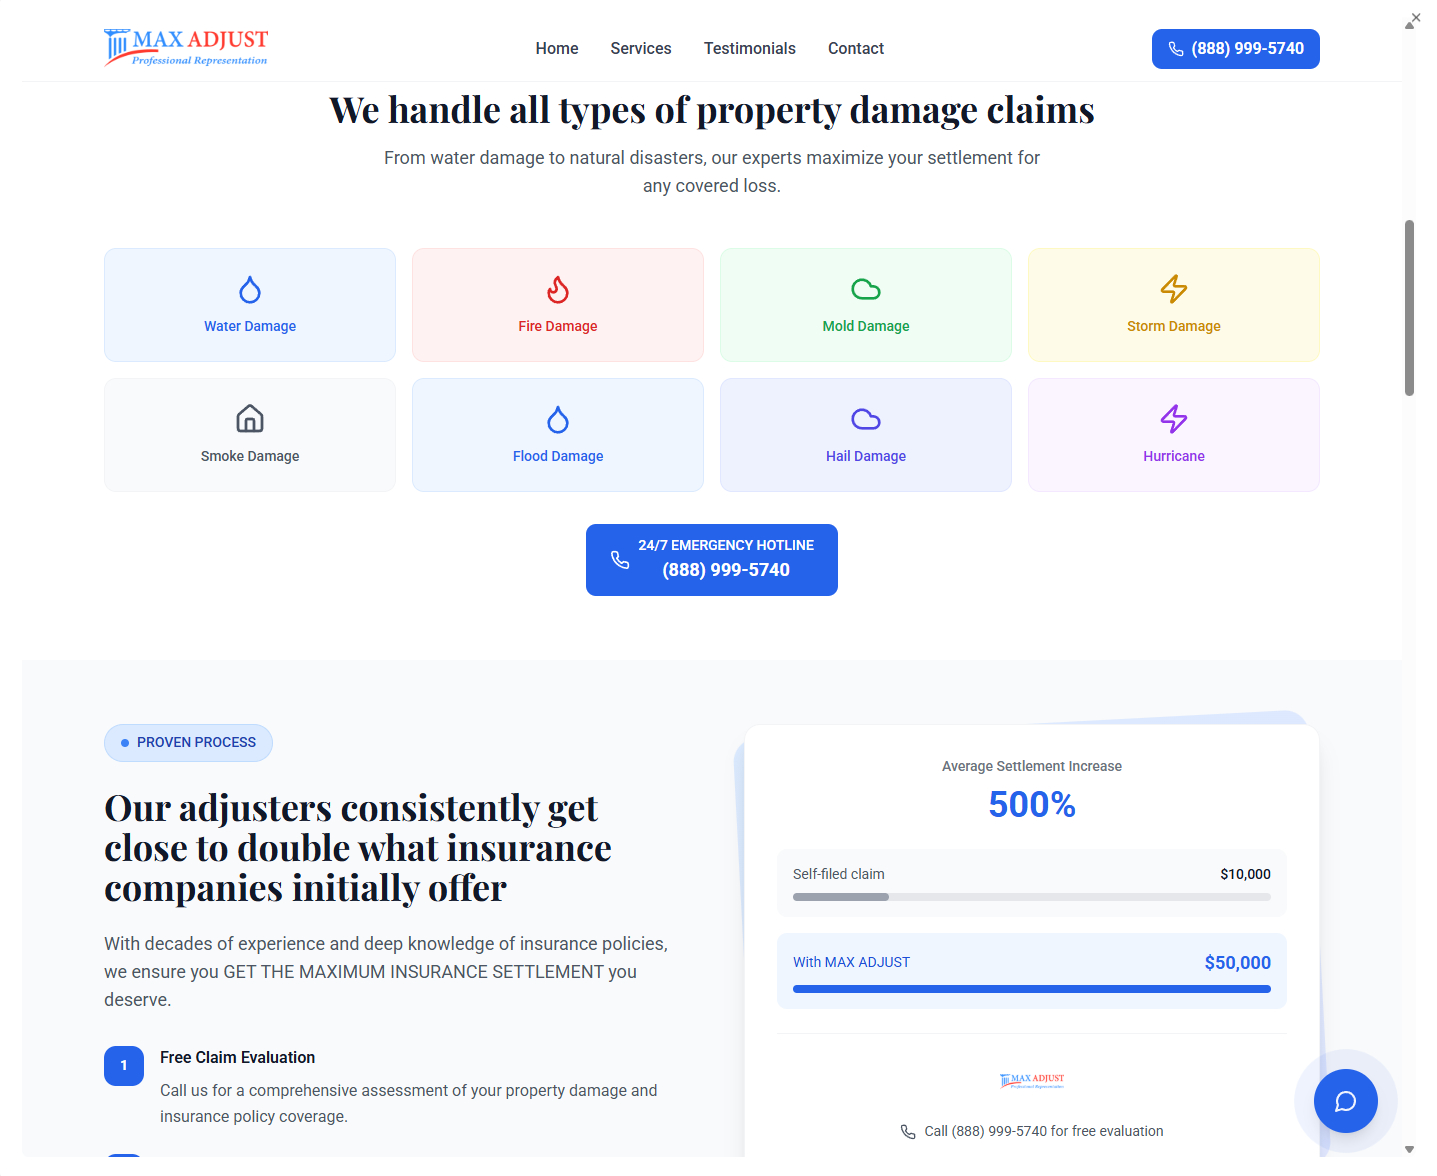 MAX ADJUST
Professional Representation
Home
Services
Testimonials
Contact
(888) 999-5740
We handle all types of property damage claims
From water damage to natural disasters, our experts maximize your settlement for
any covered loss.
Water Damage
Fire Damage
Mold Damage
Storm Damage
Smoke Damage
Flood Damage
Hail Damage
Hurricane
24/7 EMERGENCY HOTLINE
(888) 999-5740
PROVEN PROCESS
Our adjusters consistently get
close to double what insurance
companies initially offer
With decades of experience and deep knowledge of insurance policies,
we ensure you GET THE MAXIMUM INSURANCE SETTLEMENT you
deserve.
1
Free Claim Evaluation
Call us for a comprehensive assessment of your property damage and
insurance policy coverage.
Average Settlement Increase
500%
Self-filed claim
$10,000
With MAX ADJUST
$50,000
MAX ADJUST
Professional Representation
Call (888) 999-5740 for free evaluation